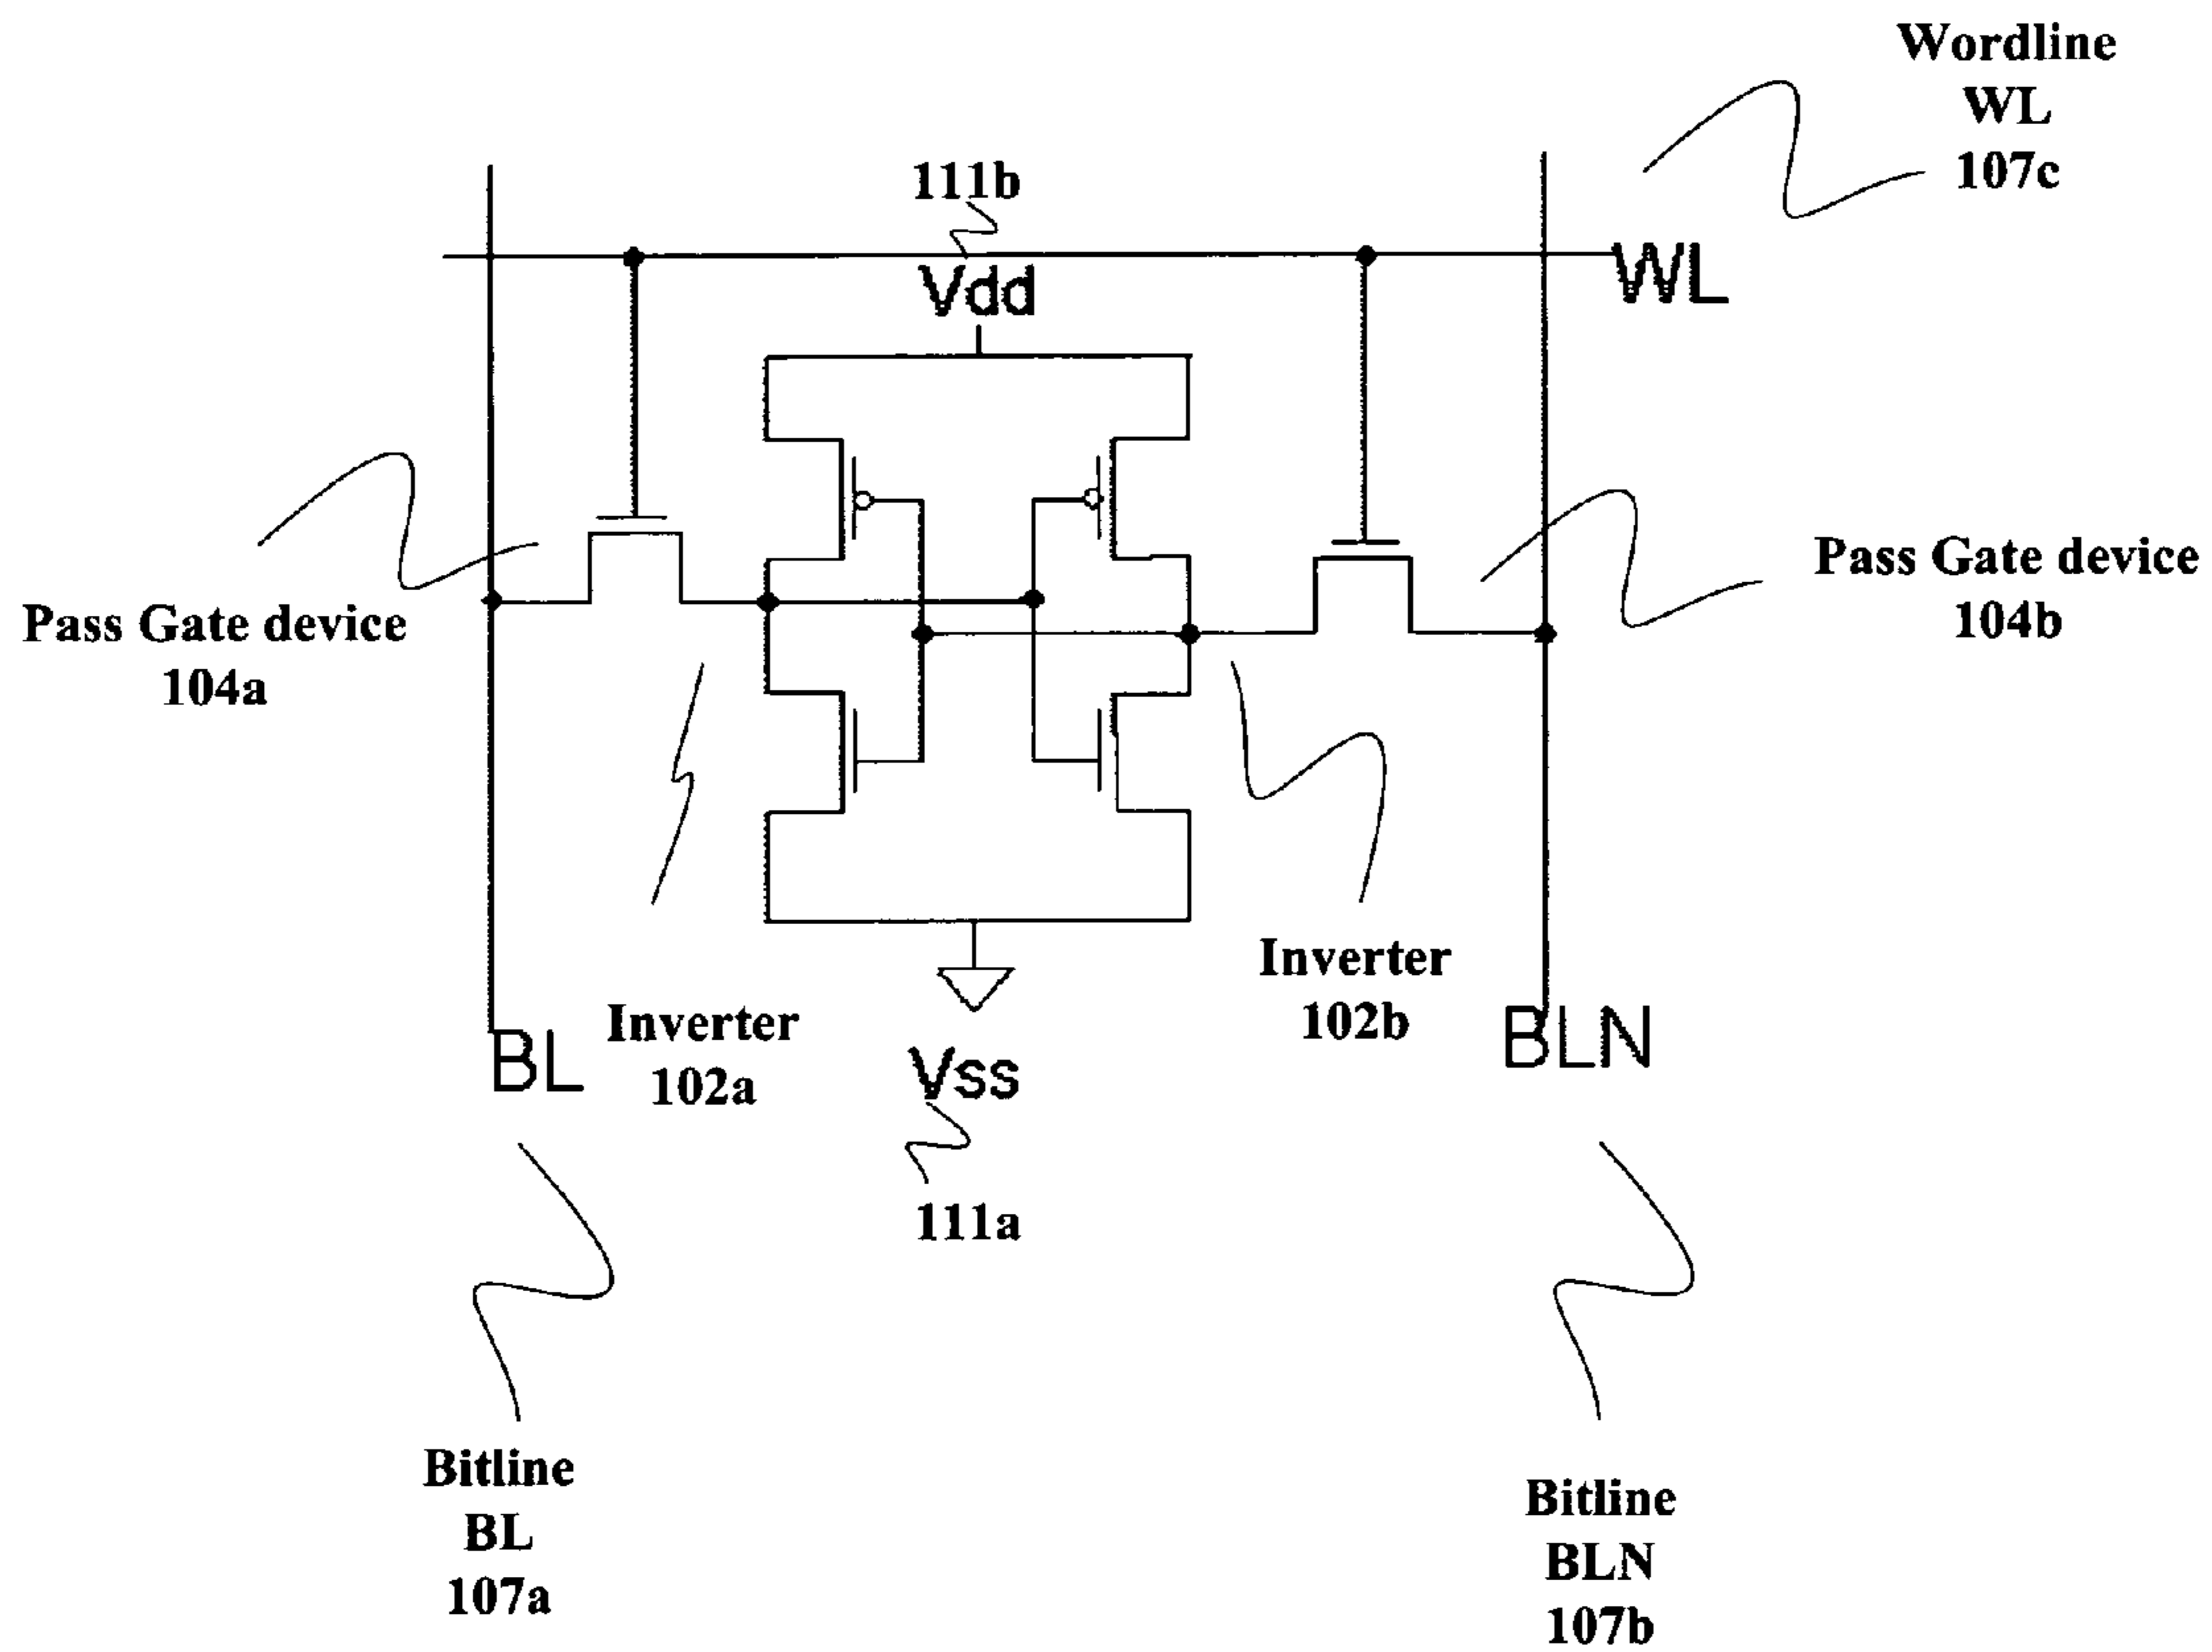 Wordline
WL
107c
111b
Vdd
WL
Pass Gate device
104a
Pass Gate device
104b
Inverter
102a
Inverter
102b
BL
BLN
Vss
111a
Bitline
BL
107a
Bitline
BLN
107b